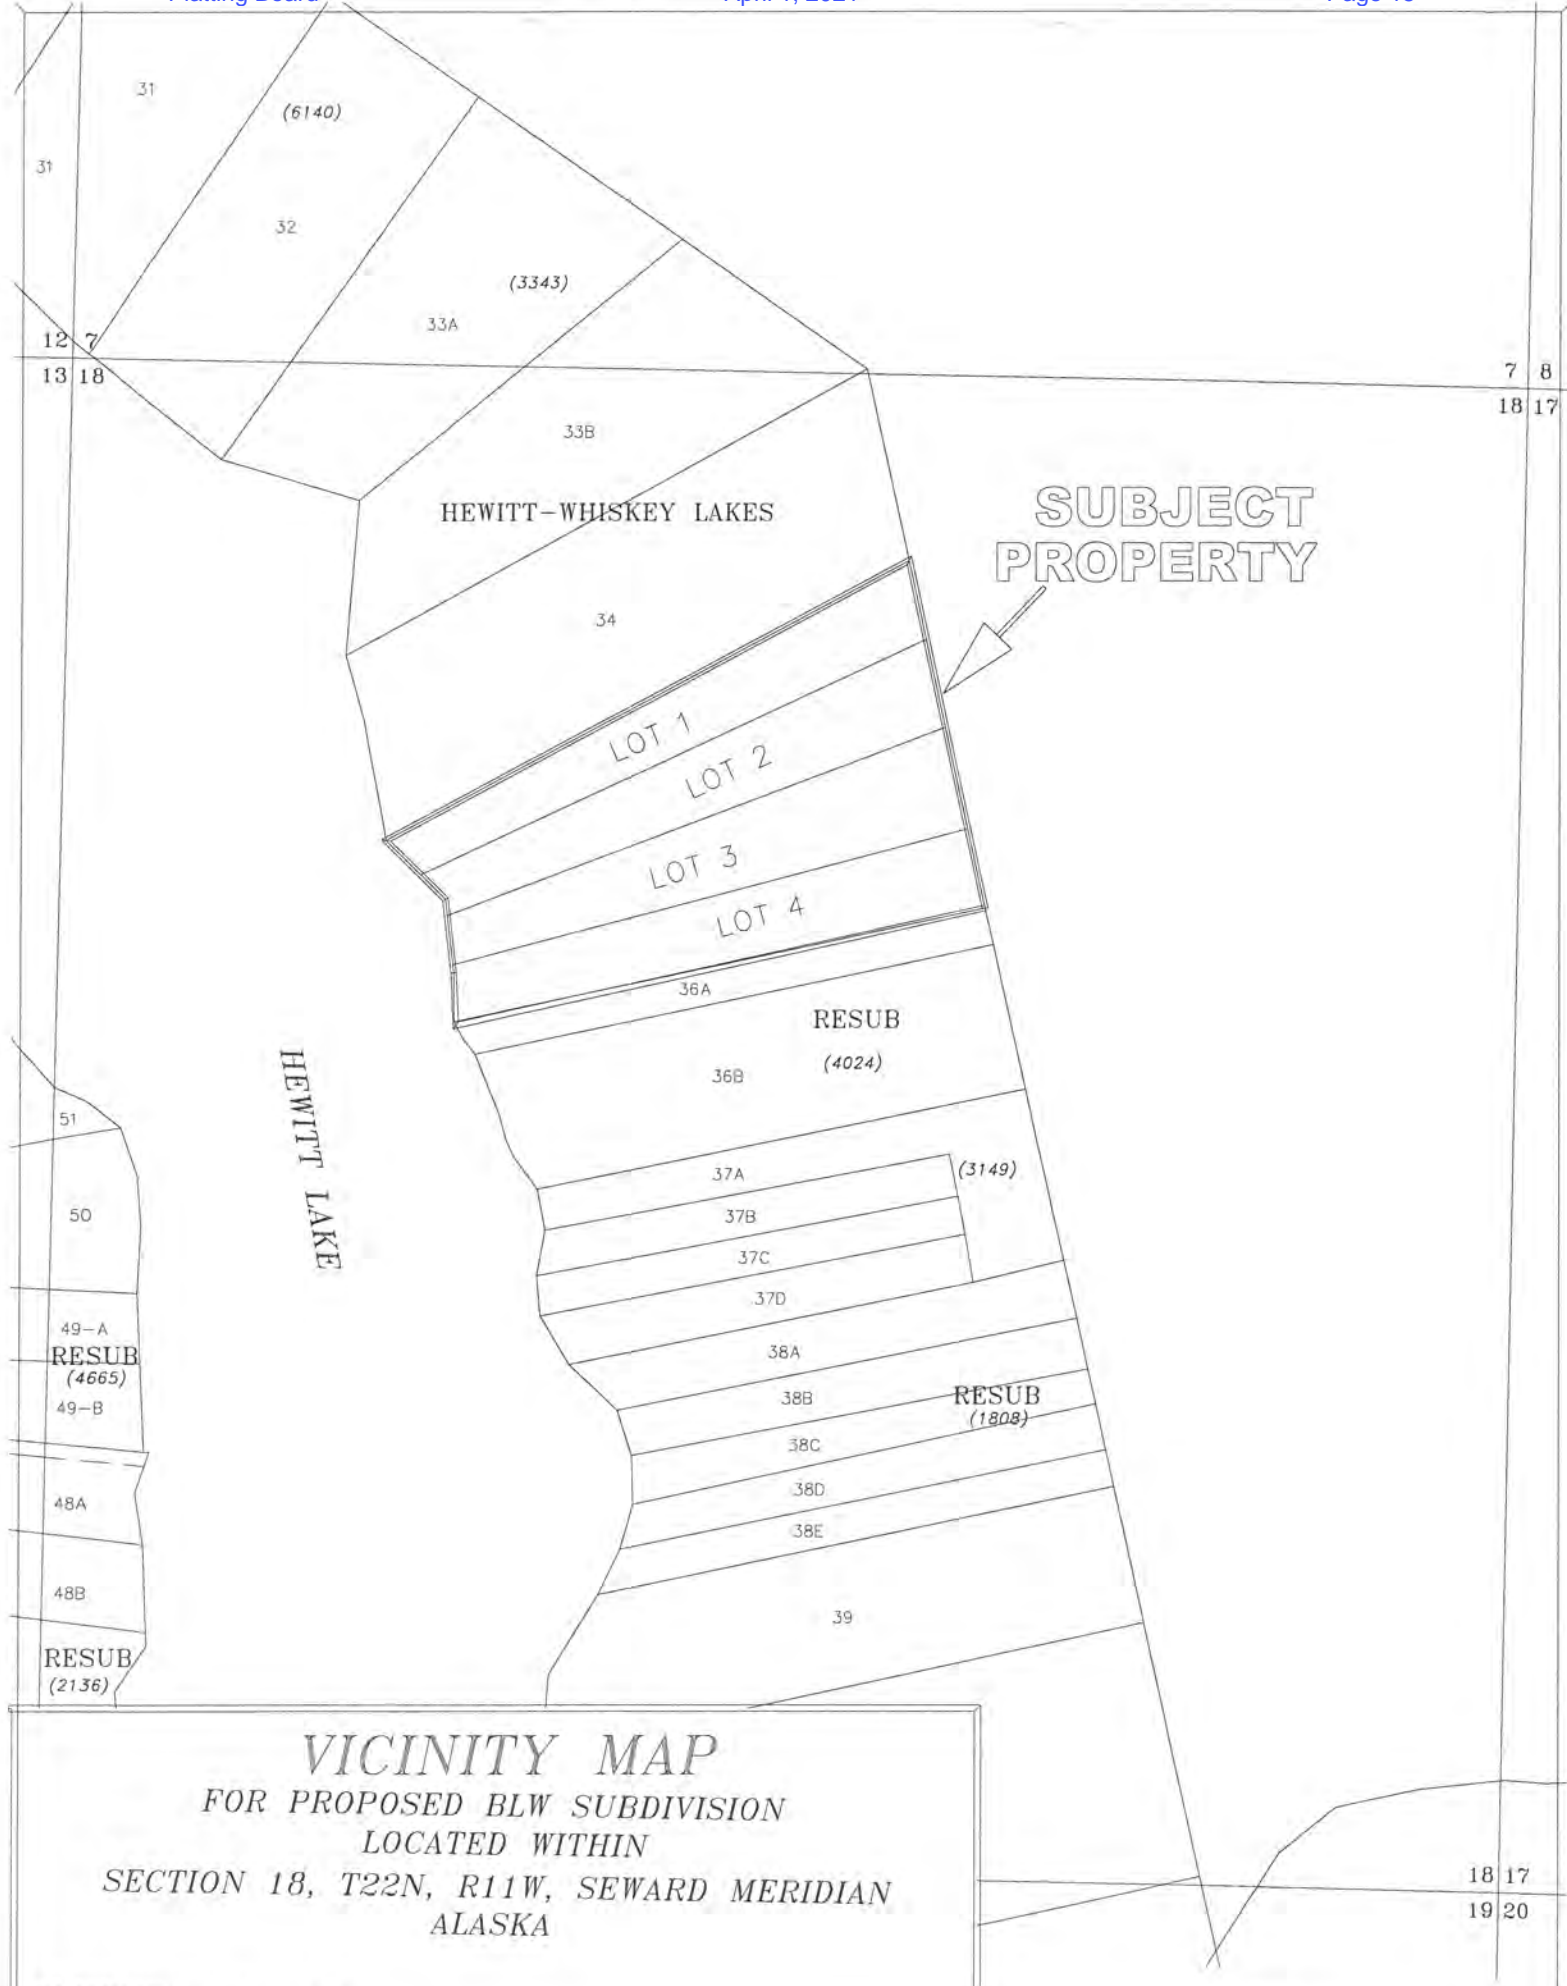 31
(6140)
31
32
(3343)
33A
12 7
13 18
7 8
18 17
33B
HEWITT-WHISKEY LAKES
SUBJECT
PROPERTY
34
LOT 1
LOT 2
LOT 3
LOT 4
36A
RESUB
(4024)
36B
HEWITT LAKE
51
37A
(3149)
50
37B
37C
37D
49-A
RESUB
(4665)
49-B
38A
38B
RESUB
(1808)
38C
38D
48A
38E
48B
39
RESUB
(2136)
VICINITY MAP
FOR PROPOSED BLW SUBDIVISION
LOCATED WITHIN
SECTION 18, T22N, R11W, SEWARD MERIDIAN
ALASKA
18 17
19 20